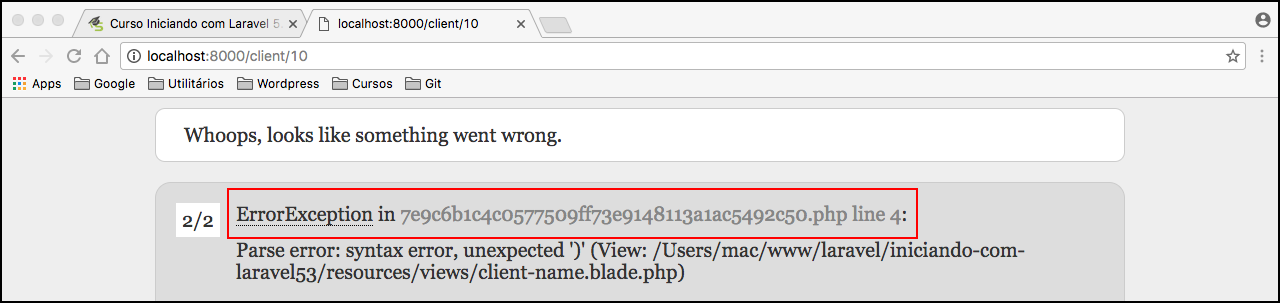 Curso Iniciando com Laravel 5.
localhost:8000/client/10
localhost:8000/client/10
Apps Google Utilitários Wordpress Cursos Git
Whoops, looks like something went wrong.
2/2
ErrorException in 7e9c6b1c4c0577509ff73e9148113a1ac5492c50.php line 4:
Parse error: syntax error, unexpected ')' (View: /Users/mac/www/laravel/iniciando-com-
laravel53/resources/views/client-name.blade.php)